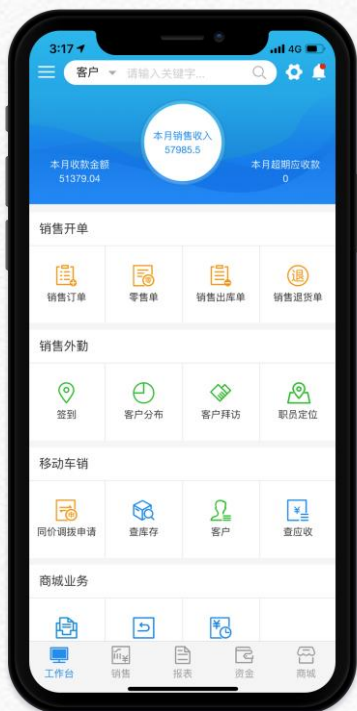 3:17
4G
客户
请输入关键字...
本月销售收入
57985.5
本月收款金额
51379.04
本月超期应收款
0
销售开单
销售订单 零售单 销售出库单 销售退货单
销售外勤
签到 客户分布 客户拜访 职员定位
移动车销
同价调拨申请 查库存 客户 查应收
商城业务
工作台 销售 报表 资金 商城